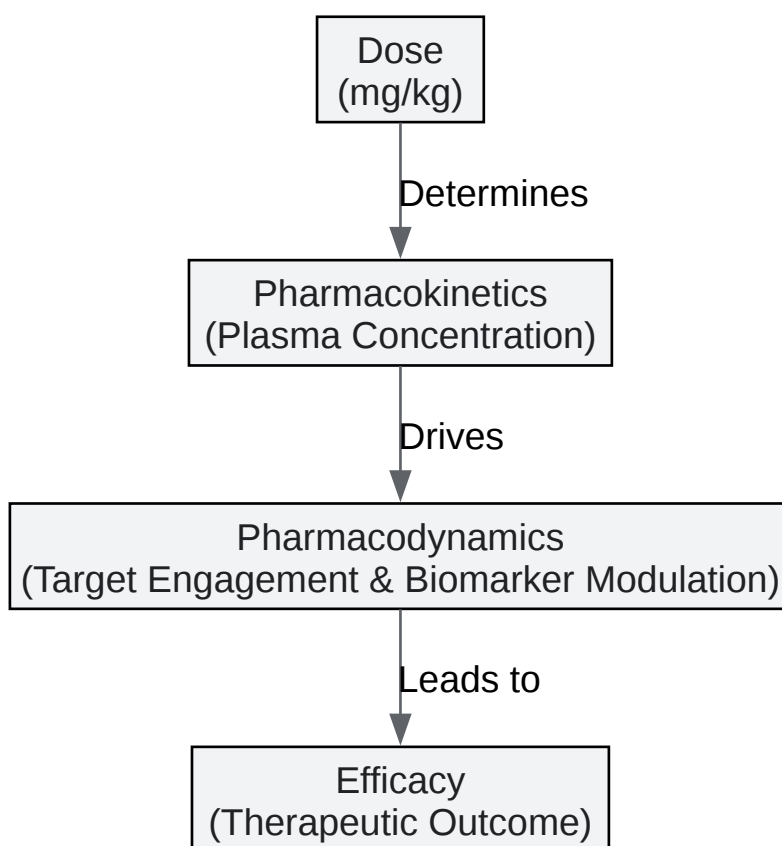 Dose
(mg/kg)
Determines
Pharmacokinetics
(Plasma Concentration)
Drives
Pharmacodynamics
(Target Engagement & Biomarker Modulation)
Leads to
Efficacy
(Therapeutic Outcome)